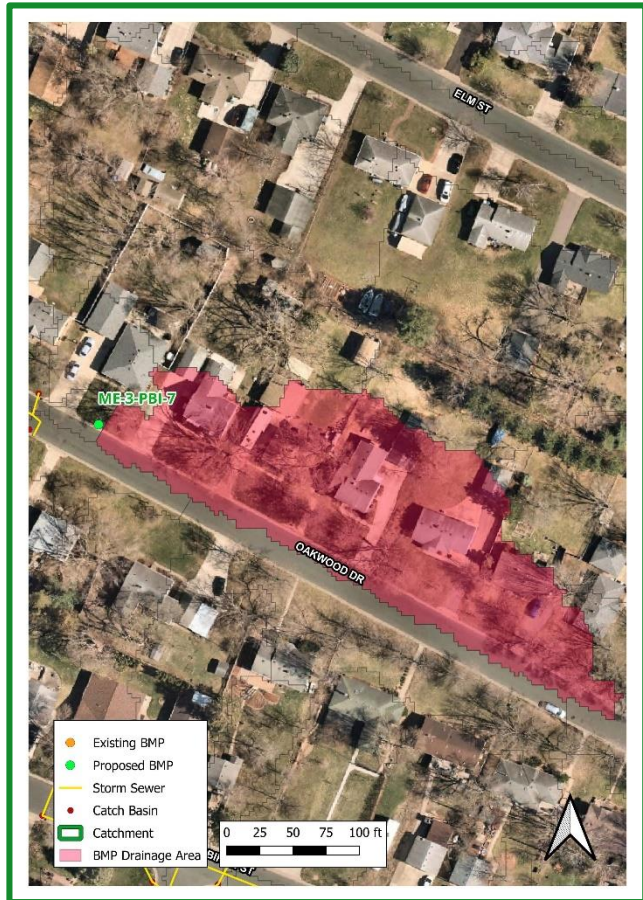 ELM ST
ME-3-PBI-7
OAKWOOD DR
Existing BMP
Proposed BMP
Storm Sewer
Catch Basin
Catchment
BMP Drainage Area
0 25 50 75 100 ft
ST